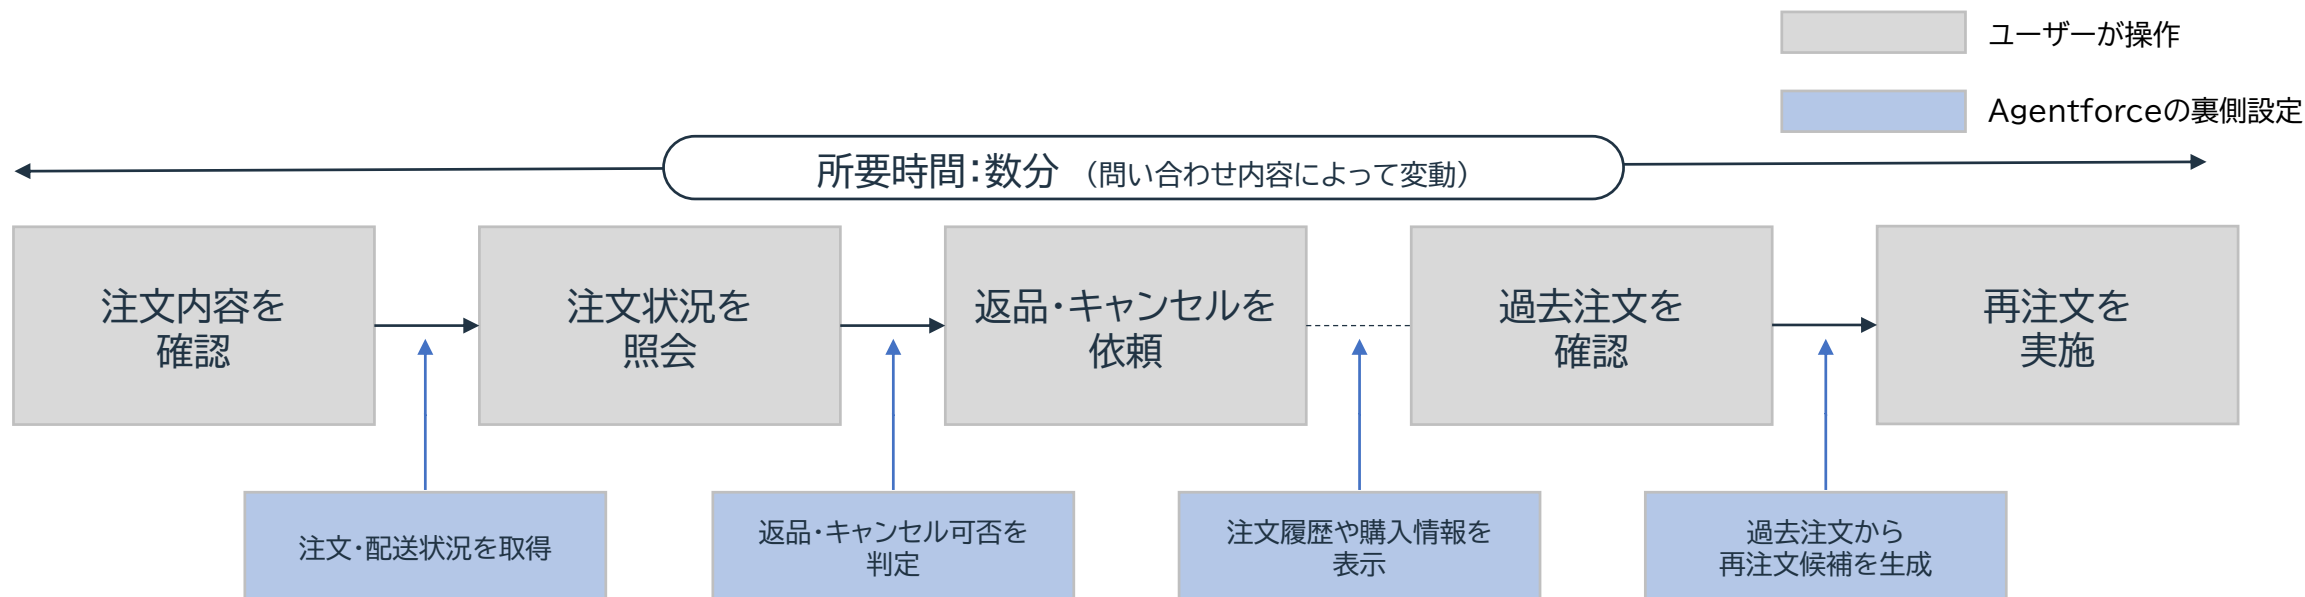 ユーザーが操作
Agentforceの裏側設定
所要時間：数分 （問い合わせ内容によって変動）
注文内容を
確認
注文状況を
照会
返品・キャンセルを
依頼
過去注文を
確認
再注文を
実施
注文・配送状況を取得
返品・キャンセル可否を
判定
注文履歴や購入情報を
表示
過去注文から
再注文候補を生成